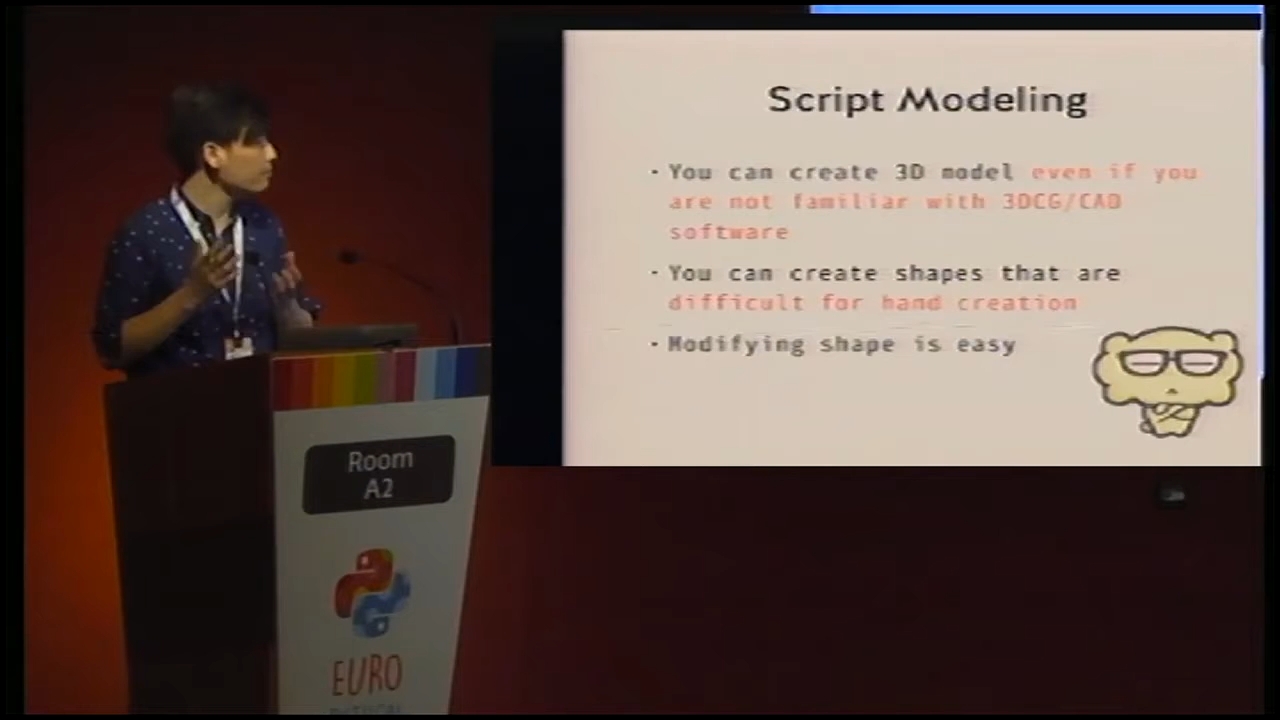 Script Modeling
· You can create 3D model even if you
are not familiar with 3DCG/CAD
software
· You can create shapes that are
difficult for hand creation
· Modifying shape is easy
Room
A2
EURO